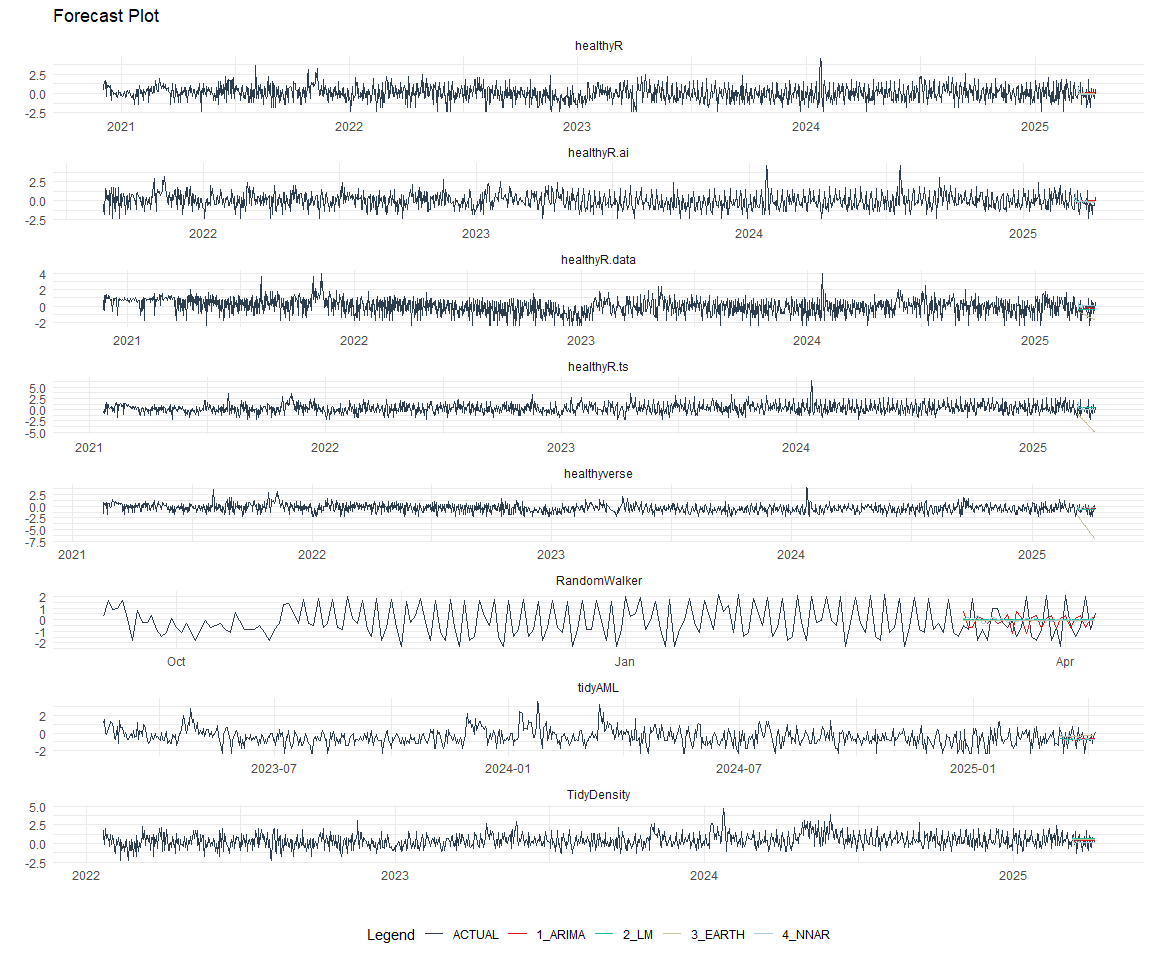 Forecast Plot
healthyR
2.5
0.0
-2.5
2021 2022 2023 2024 2025
healthyR.ai
2.5
0.0
-2.5
2022 2023 2024 2025
healthyR.data
4
2
0
-2
2021 2022 2023 2024 2025
healthyR.ts
5.0
2.5
0.0
-2.5
-5.0
2021 2022 2023 2024 2025
healthyverse
2.5
0.0
-2.5
-5.0
-7.5
2021 2022 2023 2024 2025
RandomWalker
2
1
0
-1
-2
Oct Jan Apr
tidyAML
2
0
-2
2023-07 2024-01 2024-07 2025-01
TidyDensity
5.0
2.5
0.0
-2.5
2022 2023 2024 2025
Legend ACTUAL 1_ARIMA 2_LM 3_EARTH 4_NNAR